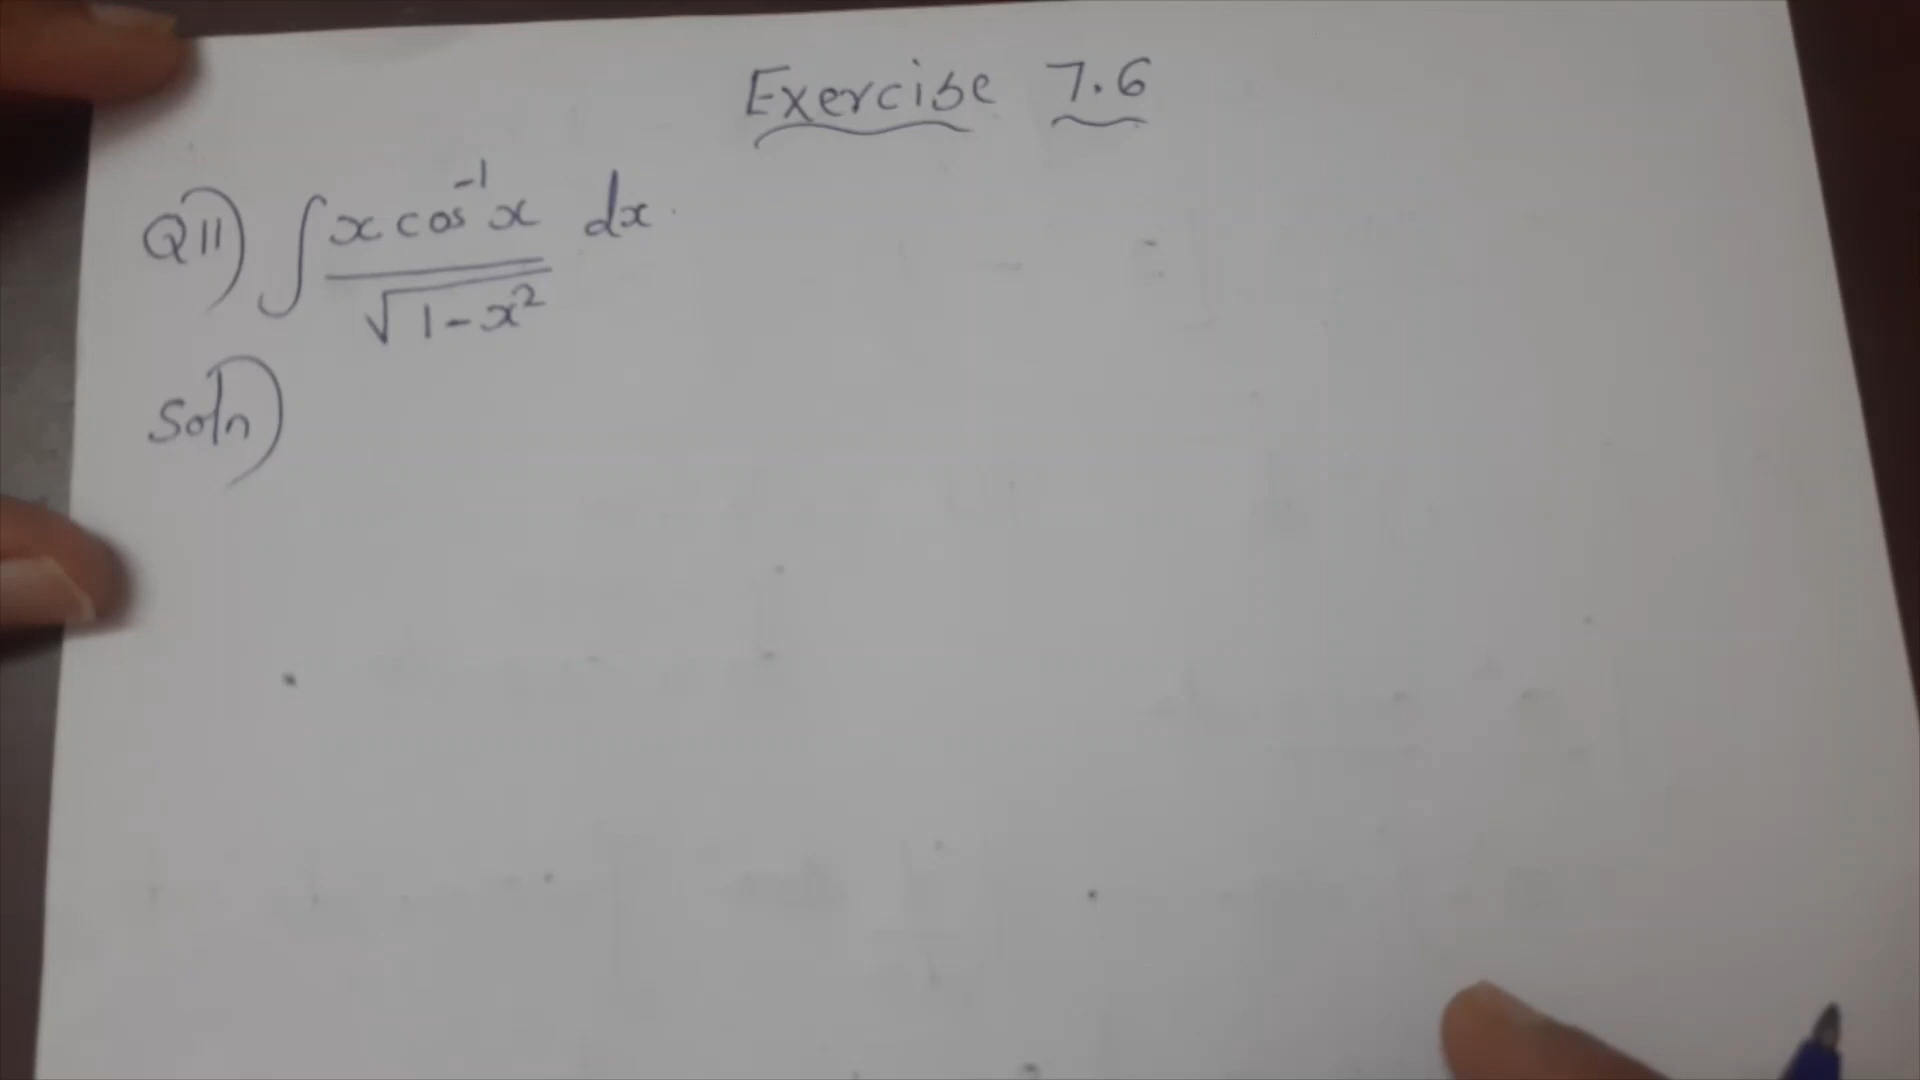 Exercise 7.6
Q11) ∫ x cos⁻¹x / √(1-x²) dx
Soln)